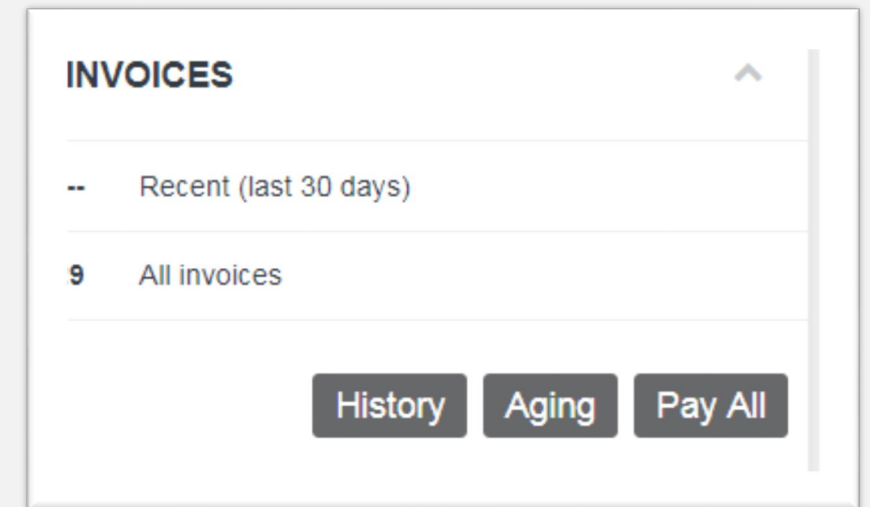 INVOICES
-- Recent (last 30 days)
9 All invoices
History Aging Pay All